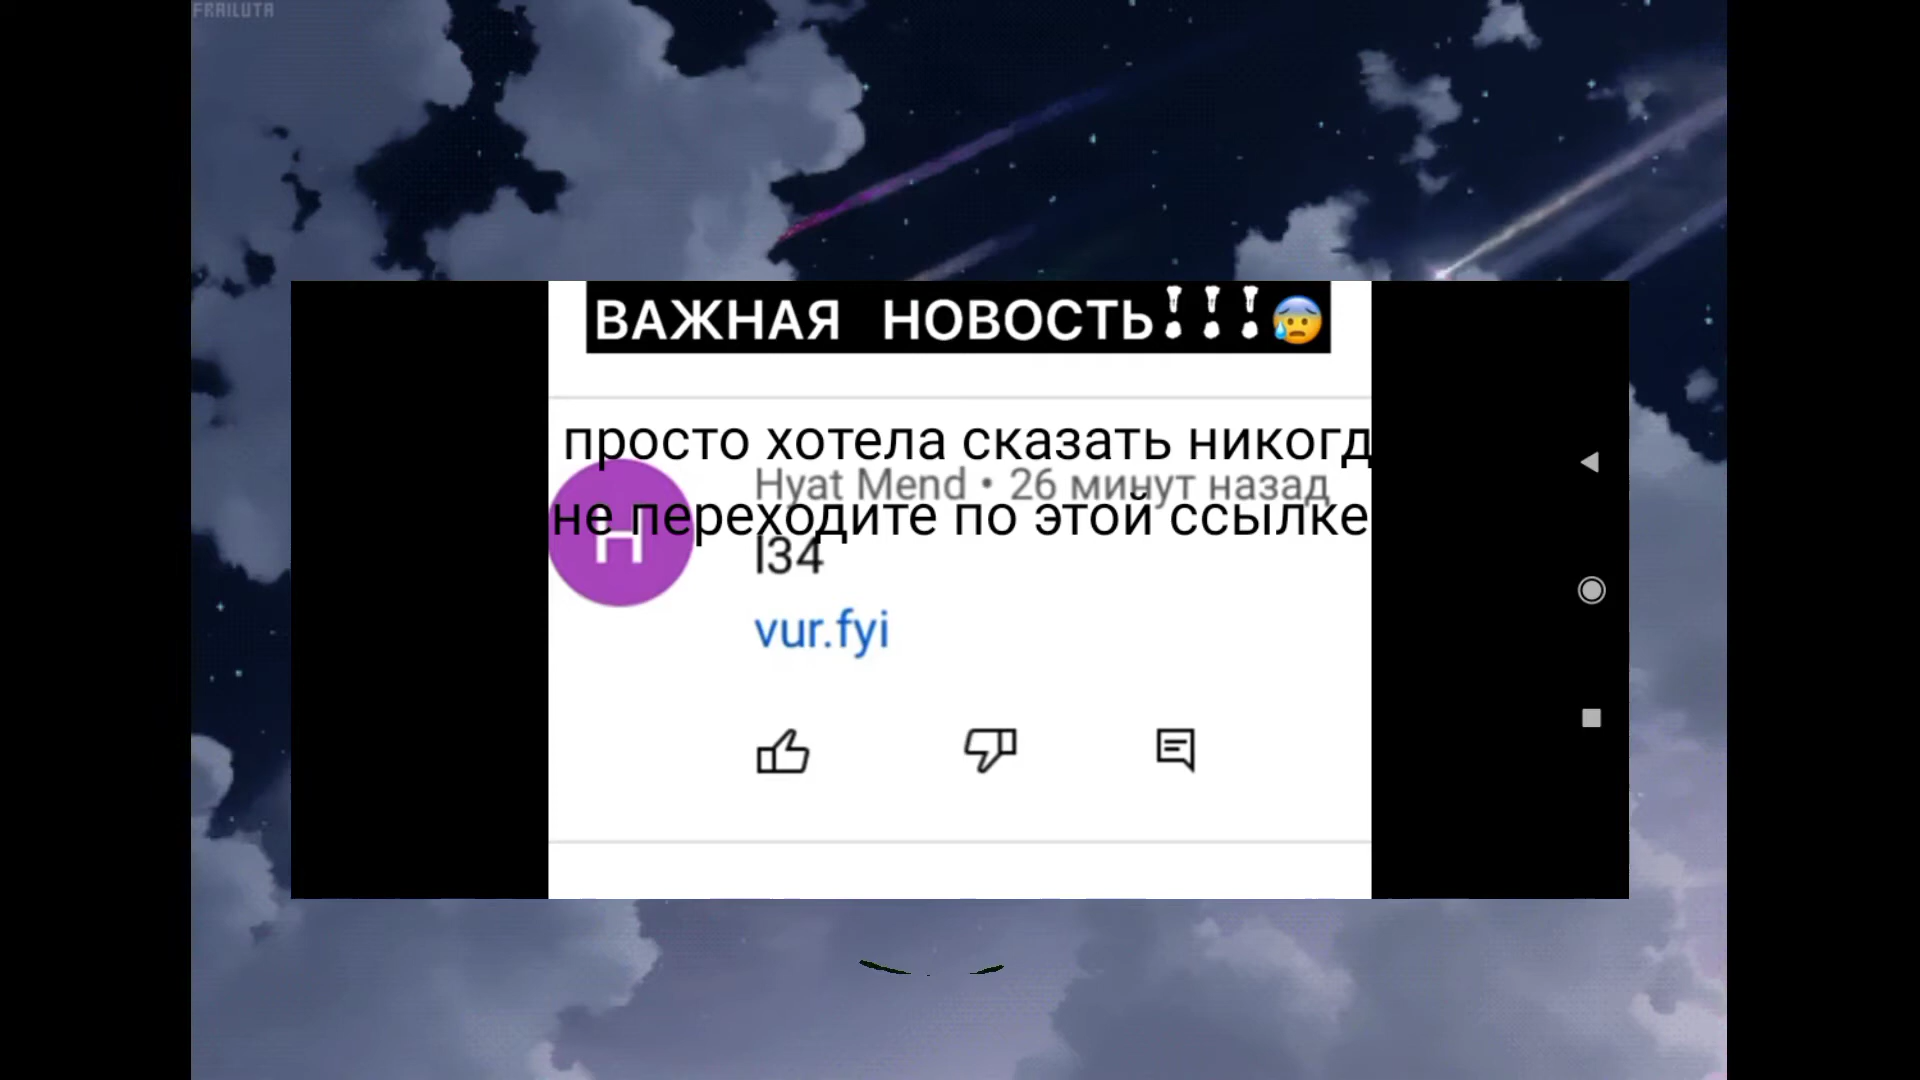 FRAILUTA
ВАЖНАЯ НОВОСТЬ!!!😰
просто хотела сказать никогд
Hyat Mend • 26 минут назад
не переходите по этой ссылке
H
l34
vur.fyi